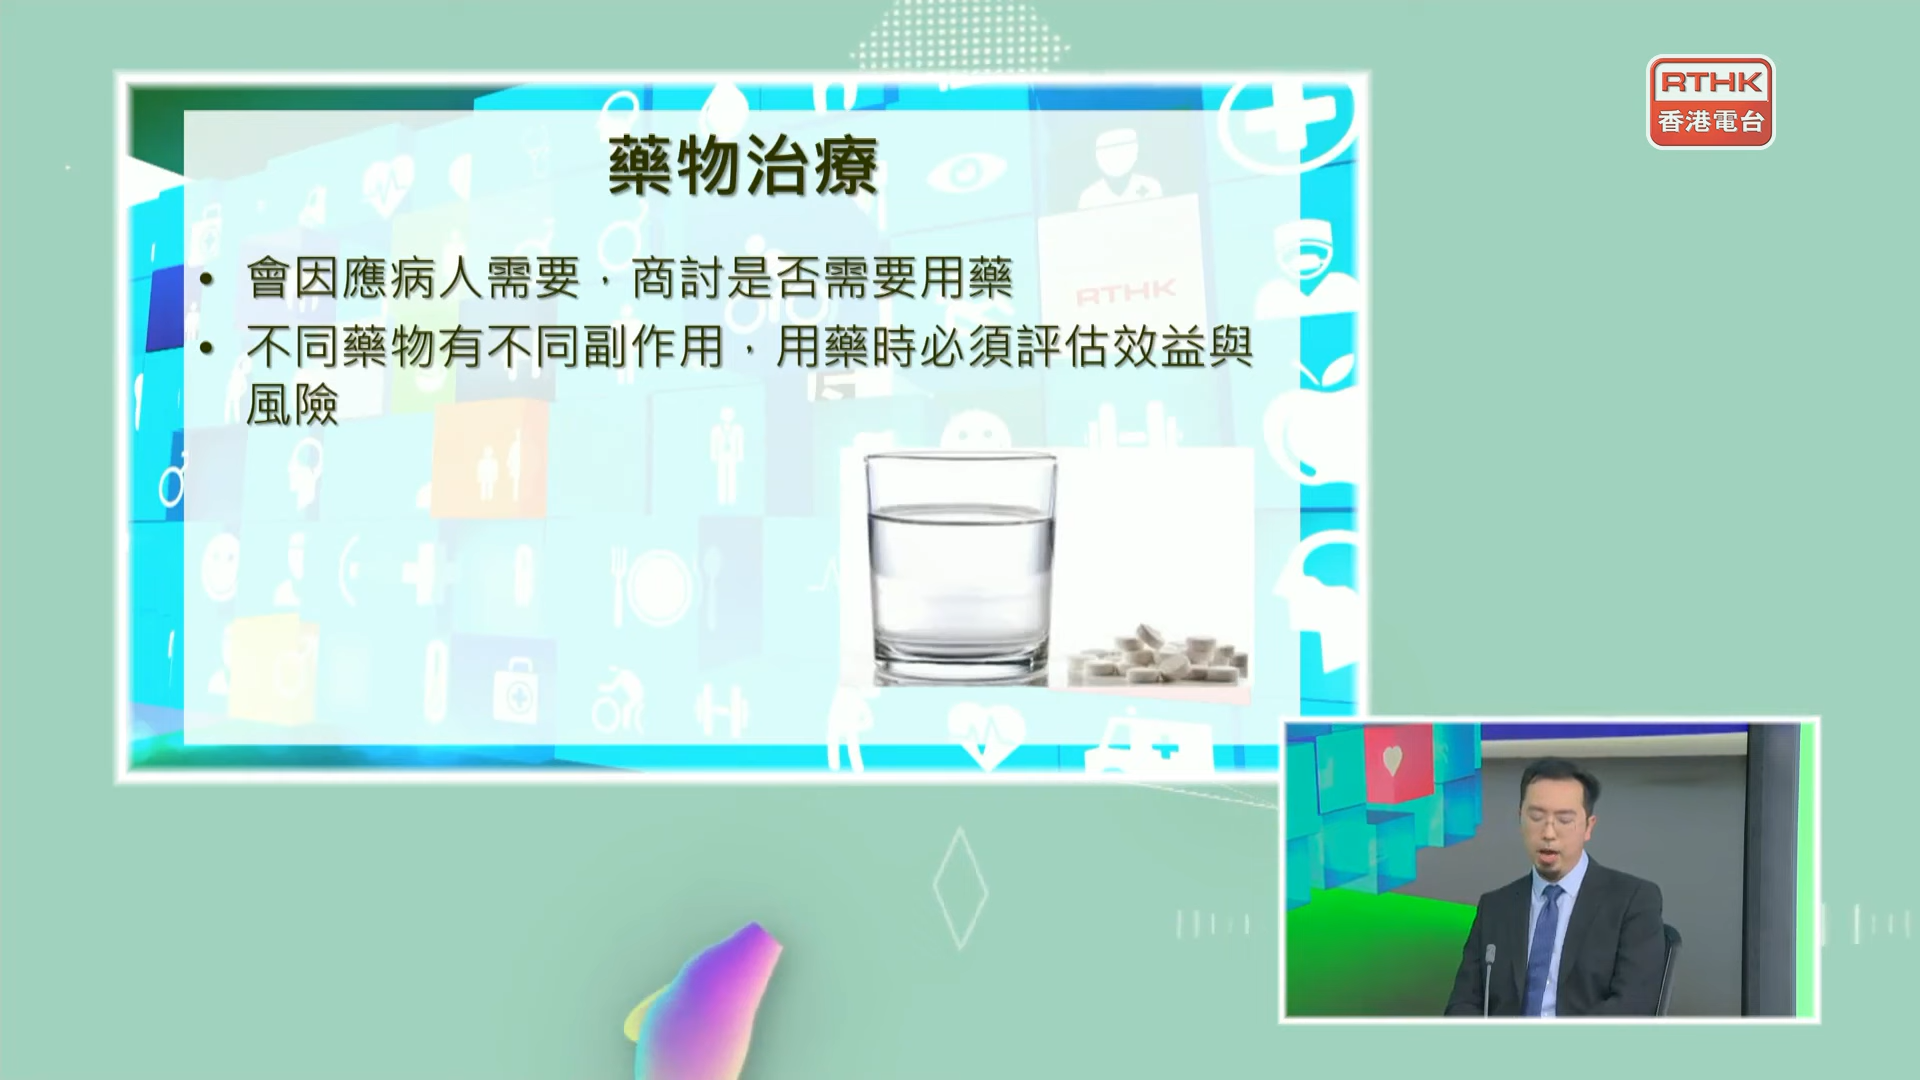 藥物治療
• 會因應病人需要，商討是否需要用藥
• 不同藥物有不同副作用，用藥時必須評估效益與
風險
RTHK
RTHK
香港電台